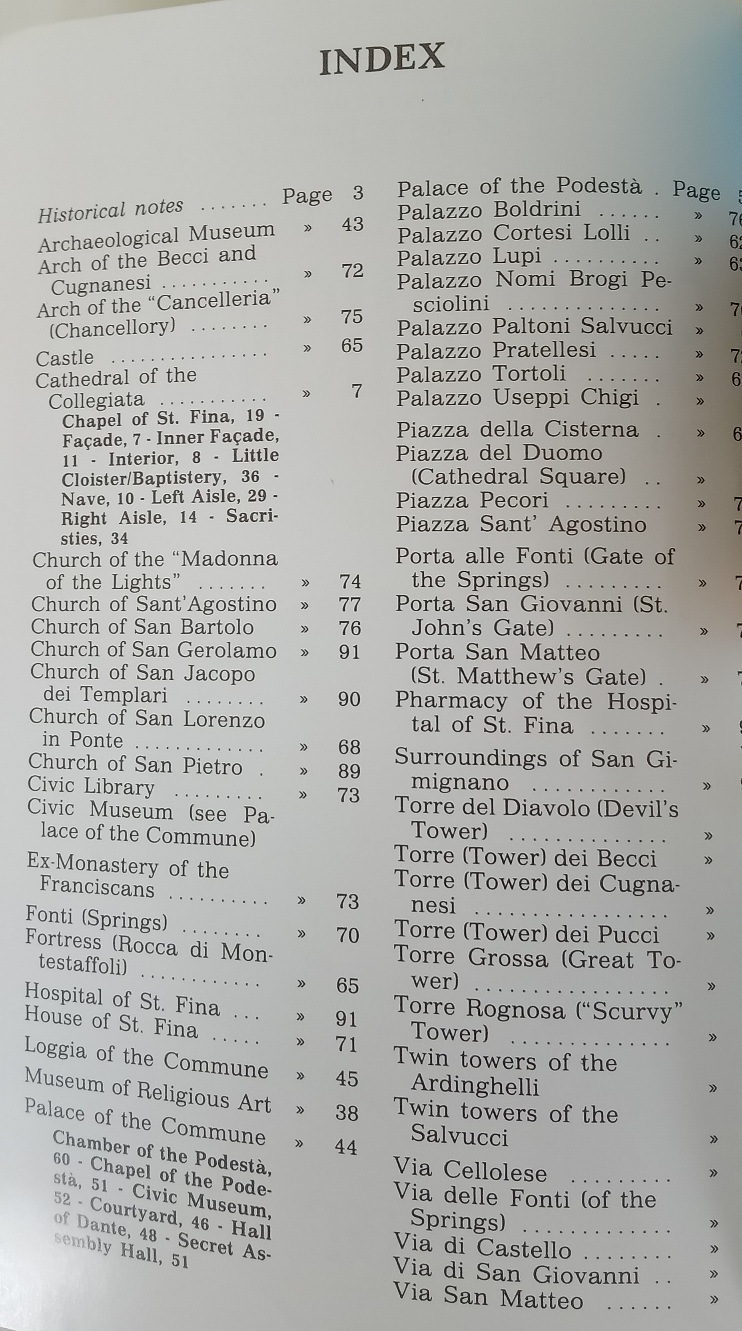 INDEX
Historical notes ....... Page 3
Archaeological Museum » 43
Arch of the Becci and
Cugnanesi ........... » 72
Arch of the “Cancelleria”
(Chancellory) ........ » 75
Castle ................ » 65
Cathedral of the
Collegiata ........... » 7
Chapel of St. Fina, 19 -
Façade, 7 - Inner Façade,
11 - Interior, 8 - Little
Cloister/Baptistery, 36 -
Nave, 10 - Left Aisle, 29 -
Right Aisle, 14 - Sacri-
sties, 34
Church of the “Madonna
of the Lights” ....... » 74
Church of Sant'Agostino » 77
Church of San Bartolo » 76
Church of San Gerolamo » 91
Church of San Jacopo
dei Templari ........ » 90
Church of San Lorenzo
in Ponte ............. » 68
Church of San Pietro . » 89
Civic Library ......... » 73
Civic Museum (see Pa-
lace of the Commune)
Ex-Monastery of the
Franciscans .......... » 73
Fonti (Springs) ........ » 70
Fortress (Rocca di Mon-
testaffoli) ............ » 65
Hospital of St. Fina ... » 91
House of St. Fina ..... » 71
Loggia of the Commune » 45
Museum of Religious Art » 38
Palace of the Commune » 44
Chamber of the Podestà,
60 - Chapel of the Pode-
stà, 51 - Civic Museum,
52 - Courtyard, 46 - Hall
of Dante, 48 - Secret As-
sembly Hall, 51
Palace of the Podestà . Page
Palazzo Boldrini ...... »
Palazzo Cortesi Lolli .. »
Palazzo Lupi .......... »
Palazzo Nomi Brogi Pe-
sciolini .............. »
Palazzo Paltoni Salvucci »
Palazzo Pratellesi ..... »
Palazzo Tortoli ....... »
Palazzo Useppi Chigi . »
Piazza della Cisterna . »
Piazza del Duomo
(Cathedral Square) .. »
Piazza Pecori ......... »
Piazza Sant' Agostino »
Porta alle Fonti (Gate of
the Springs) ......... »
Porta San Giovanni (St.
John's Gate) ......... »
Porta San Matteo
(St. Matthew's Gate) . »
Pharmacy of the Hospi-
tal of St. Fina ....... »
Surroundings of San Gi-
mignano ............ »
Torre del Diavolo (Devil's
Tower) .............. »
Torre (Tower) dei Becci »
Torre (Tower) dei Cugna-
nesi ................. »
Torre (Tower) dei Pucci »
Torre Grossa (Great To-
wer) ................. »
Torre Rognosa (“Scurvy”
Tower) .............. »
Twin towers of the
Ardinghelli »
Twin towers of the
Salvucci »
Via Cellolese ......... »
Via delle Fonti (of the
Springs) ............. »
Via di Castello ........ »
Via di San Giovanni .. »
Via San Matteo ...... »